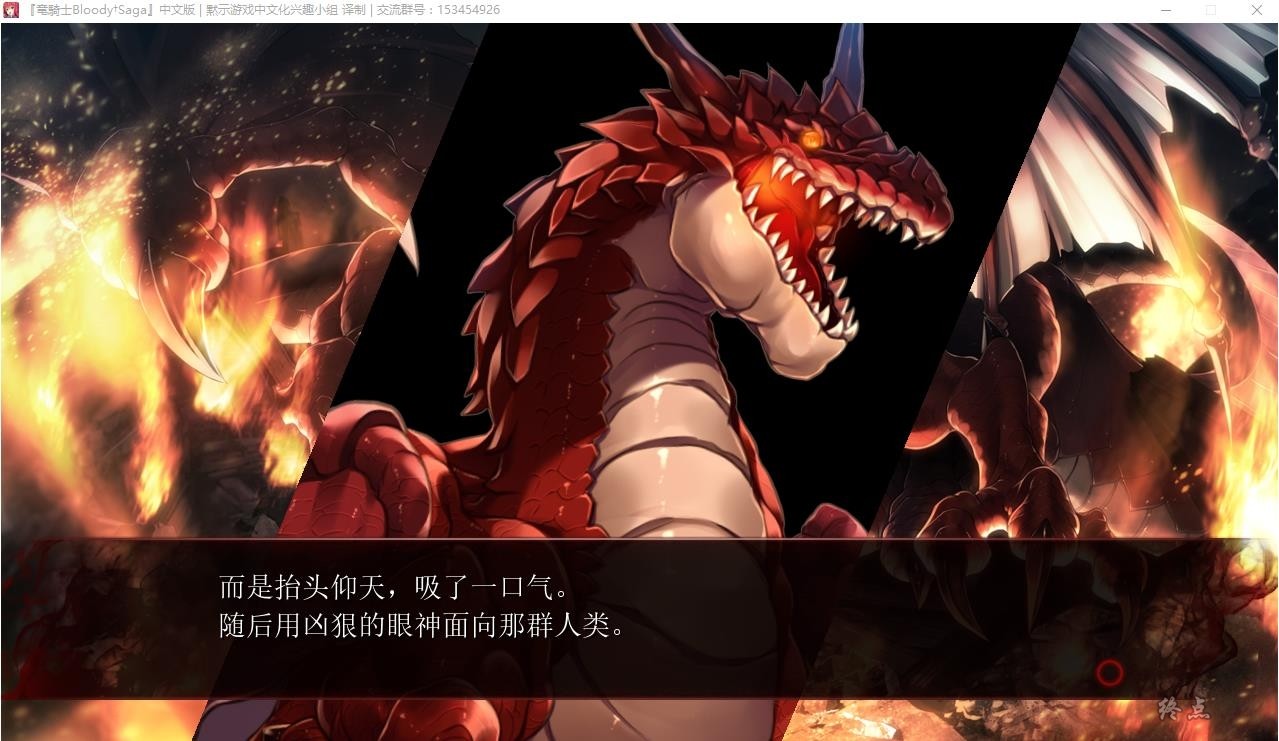 『竜騎士Bloody†Saga』中文版 | 默示游戏中文化兴趣小组 译制 | 交流群号：153454926
而是抬头仰天，吸了一口气。
随后用凶狠的眼神面向那群人类。
终点